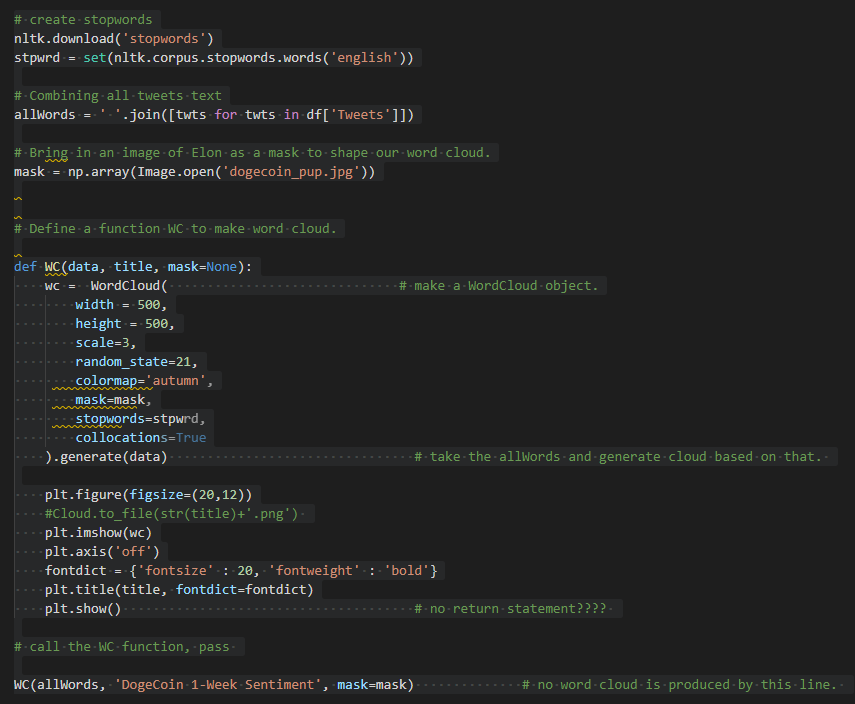 # create stopwords
nltk.download('stopwords')
stpwrd = set(nltk.corpus.stopwords.words('english'))
# Combining all tweets text
allWords = ' '.join([twts for twts in df['Tweets']])
# Bring in an image of Elon as a mask to shape our word cloud.
mask = np.array(Image.open('dogecoin_pup.jpg'))
# Define a function WC to make word cloud.
def WC(data, title, mask=None):
    wc = WordCloud(                              # make a WordCloud object.
        width = 500,
        height = 500,
        scale=3,
        random_state=21,
        colormap='autumn',
        mask=mask,
        stopwords=stpwrd,
        collocations=True
    ).generate(data)                                # take the allWords and generate cloud based on that.
    plt.figure(figsize=(20,12))
    #Cloud.to_file(str(title)+'.png')
    plt.imshow(wc)
    plt.axis('off')
    fontdict = {'fontsize' : 20, 'fontweight' : 'bold'}
    plt.title(title, fontdict=fontdict)
    plt.show()                                      # no return statement????
# call the WC function, pass
WC(allWords, 'DogeCoin 1-Week Sentiment', mask=mask)              # no word cloud is produced by this line.